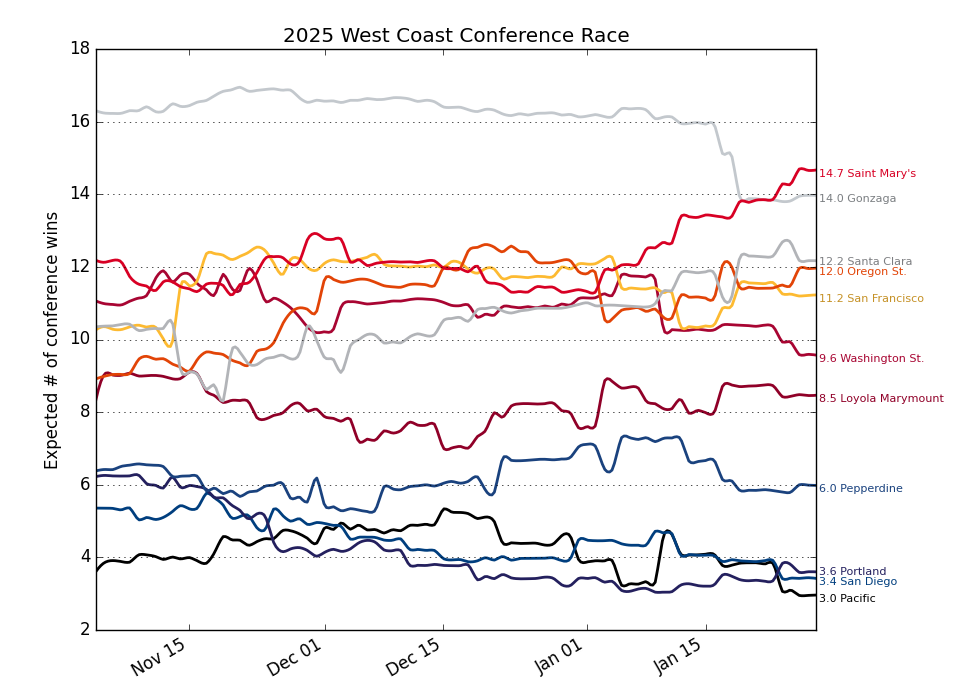 2025 West Coast Conference Race
Expected # of conference wins
18
16
14
12
10
8
6
4
2
Nov 15
Dec 01
Dec 15
Jan 01
Jan 15
14.7 Saint Mary's
14.0 Gonzaga
12.2 Santa Clara
12.0 Oregon St.
11.2 San Francisco
9.6 Washington St.
8.5 Loyola Marymount
6.0 Pepperdine
3.6 Portland
3.4 San Diego
3.0 Pacific